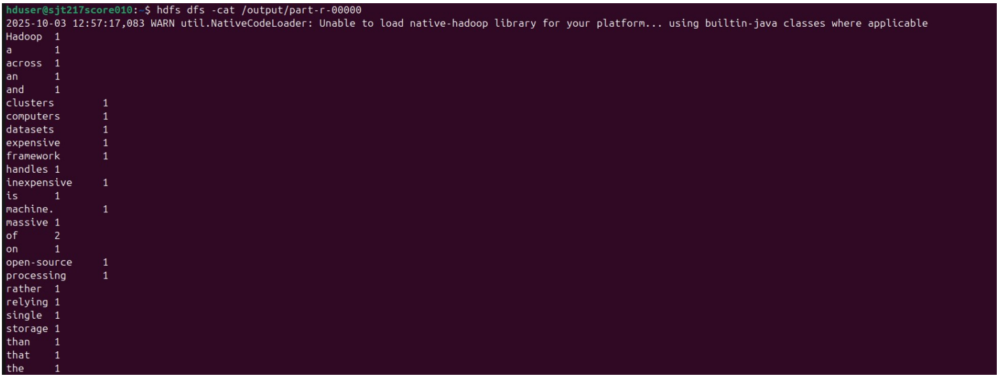 hduser@sjt217score010:~$ hdfs dfs -cat /output/part-r-00000
2025-10-03 12:57:17,083 WARN util.NativeCodeLoader: Unable to load native-hadoop library for your platform... using builtin-java classes where applicable
Hadoop 1
a 1
across 1
an 1
and 1
clusters 1
computers 1
datasets 1
expensive 1
framework 1
handles 1
inexpensive 1
is 1
machine. 1
massive 1
of 2
on 1
open-source 1
processing 1
rather 1
relying 1
single 1
storage 1
than 1
that 1
the 1